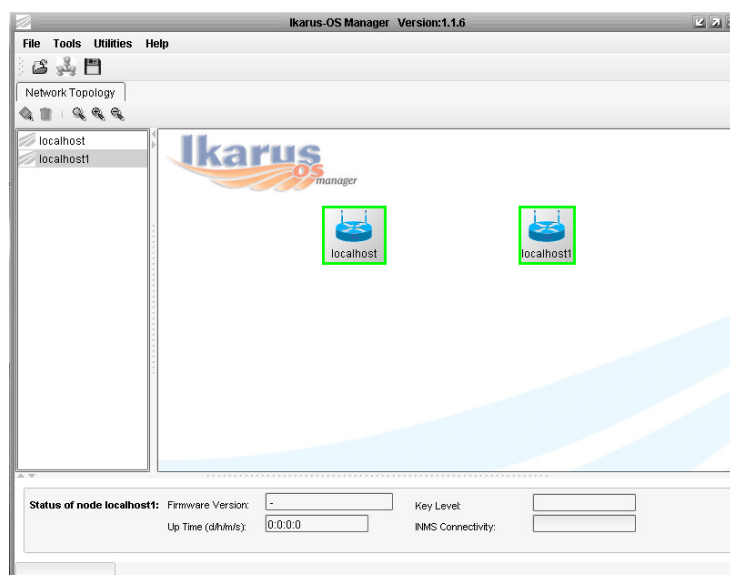 Ikarus-OS Manager Version:1.1.6
File Tools Utilities Help
Network Topology
localhost
localhost1
Ikarus
OS
manager
localhost
localhost1
Status of node localhost1:
Firmware Version: -
Key Level:
Up Time (d/h/m/s): 0:0:0:0
INMS Connectivity: